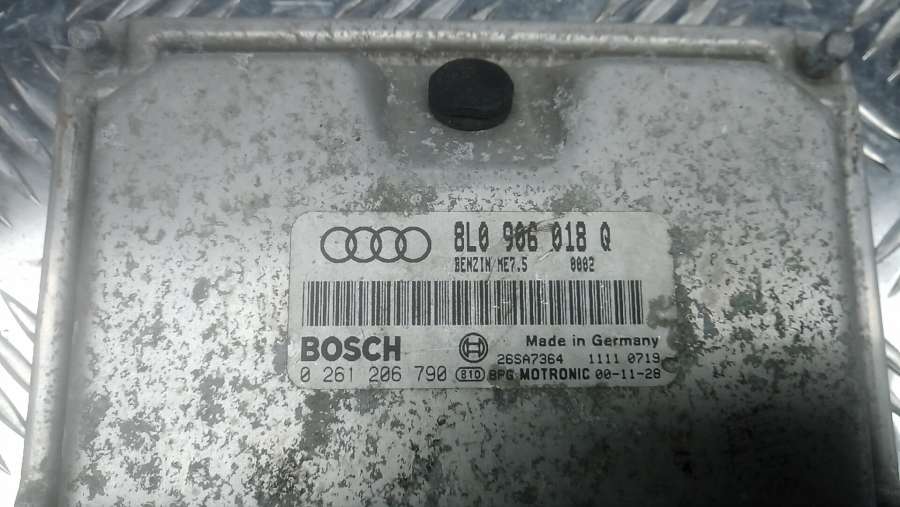 8L0 906 018 Q
BENZIN ME7.5 0002
BOSCH Made in Germany
26SA7364 1111 0719
0 261 206 790 810 BPG MOTRONIC 00-11-28